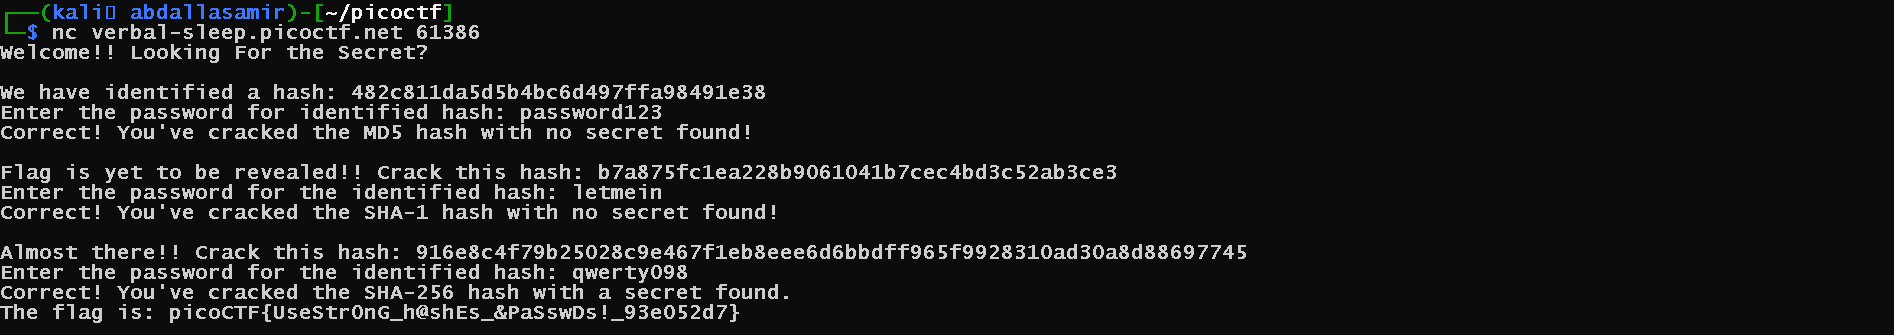 ┌──(kali▯ abdallasamir)-[~/picoctf]
└─$ nc verbal-sleep.picoctf.net 61386
Welcome!! Looking For the Secret?
We have identified a hash: 482c811da5d5b4bc6d497ffa98491e38
Enter the password for identified hash: password123
Correct! You've cracked the MD5 hash with no secret found!
Flag is yet to be revealed!! Crack this hash: b7a875fc1ea228b9061041b7cec4bd3c52ab3ce3
Enter the password for the identified hash: letmein
Correct! You've cracked the SHA-1 hash with no secret found!
Almost there!! Crack this hash: 916e8c4f79b25028c9e467f1eb8eee6d6bbdff965f9928310ad30a8d88697745
Enter the password for the identified hash: qwerty098
Correct! You've cracked the SHA-256 hash with a secret found.
The flag is: picoCTF{UseStr0nG_h@shEs_&PaSswDs!_93e052d7}